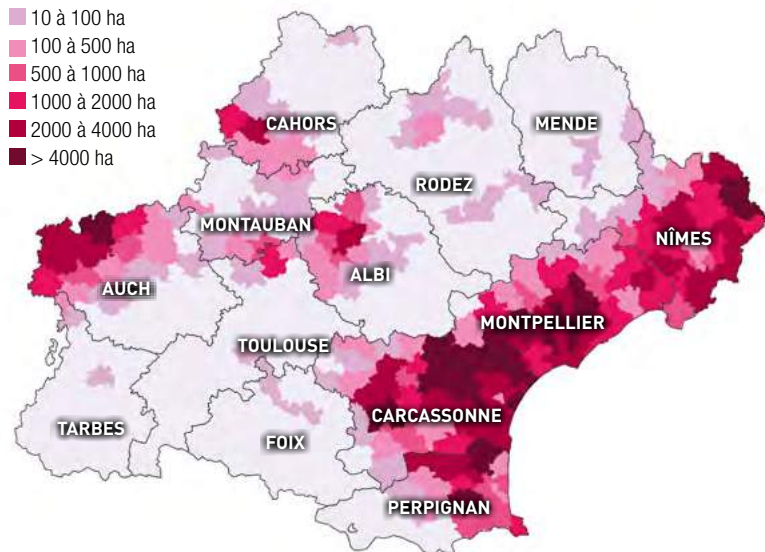 10 à 100 ha
100 à 500 ha
500 à 1000 ha
1000 à 2000 ha
2000 à 4000 ha
> 4000 ha
CAHORS
MENDE
RODEZ
MONTAUBAN
NÎMES
ALBI
AUCH
MONTPELLIER
TOULOUSE
CARCASSONNE
TARBES
FOIX
PERPIGNAN